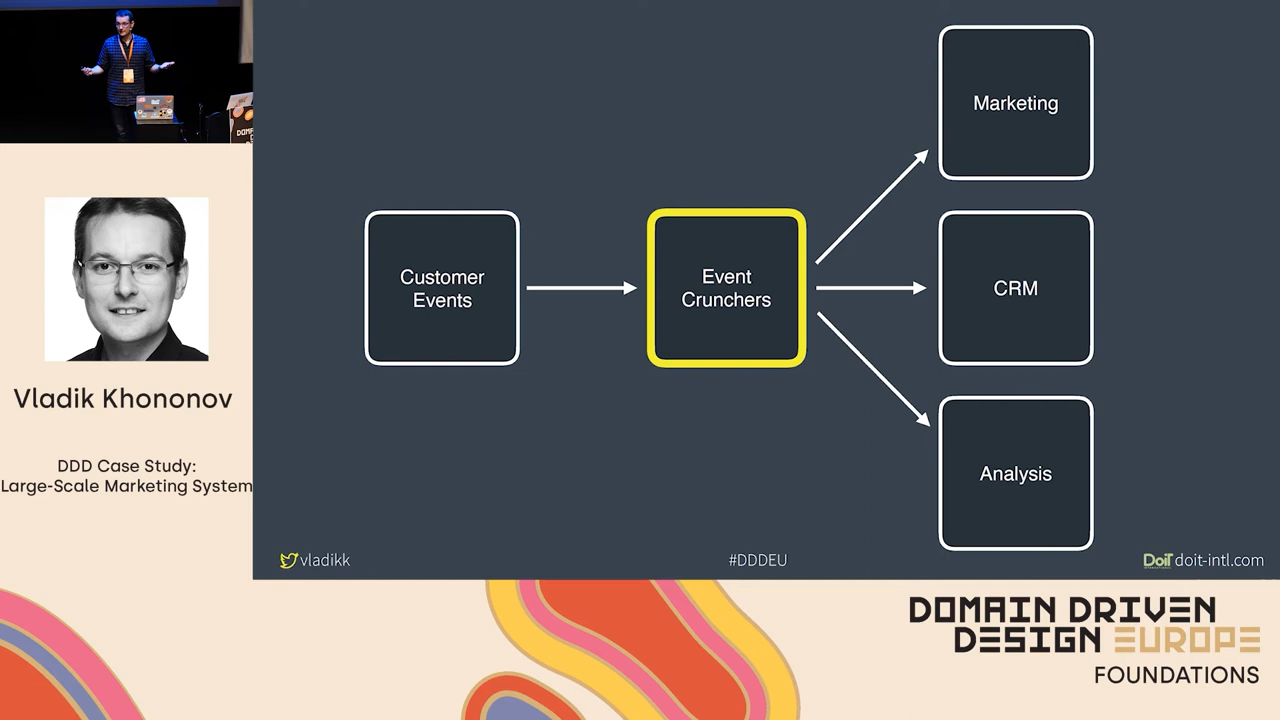 Vladik Khononov
DDD Case Study:
Large-Scale Marketing System
Customer
Events
Event
Crunchers
Marketing
CRM
Analysis
vladikk
#DDDEU
DoiT doit-intl.com
DOMAIN DRIVEN
DESIGN EUROPE
FOUNDATIONS